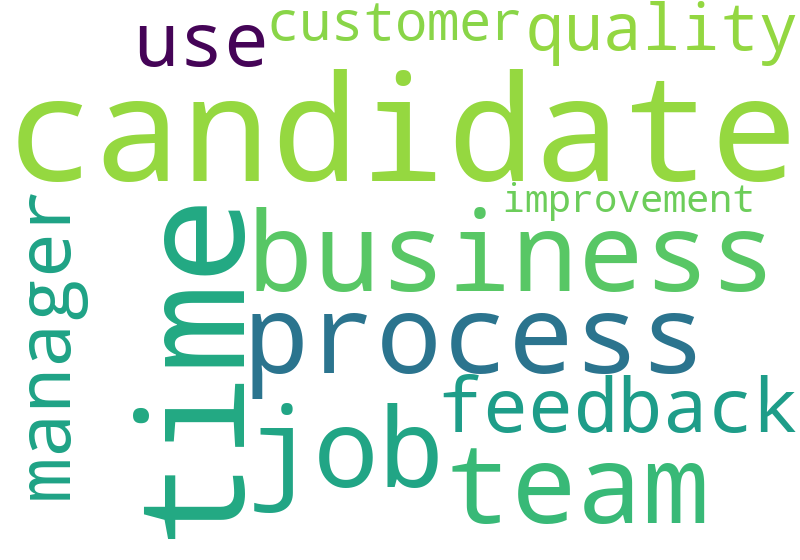 use
customer
quality
candidate
improvement
manager
time
business
process
feedback
job
team